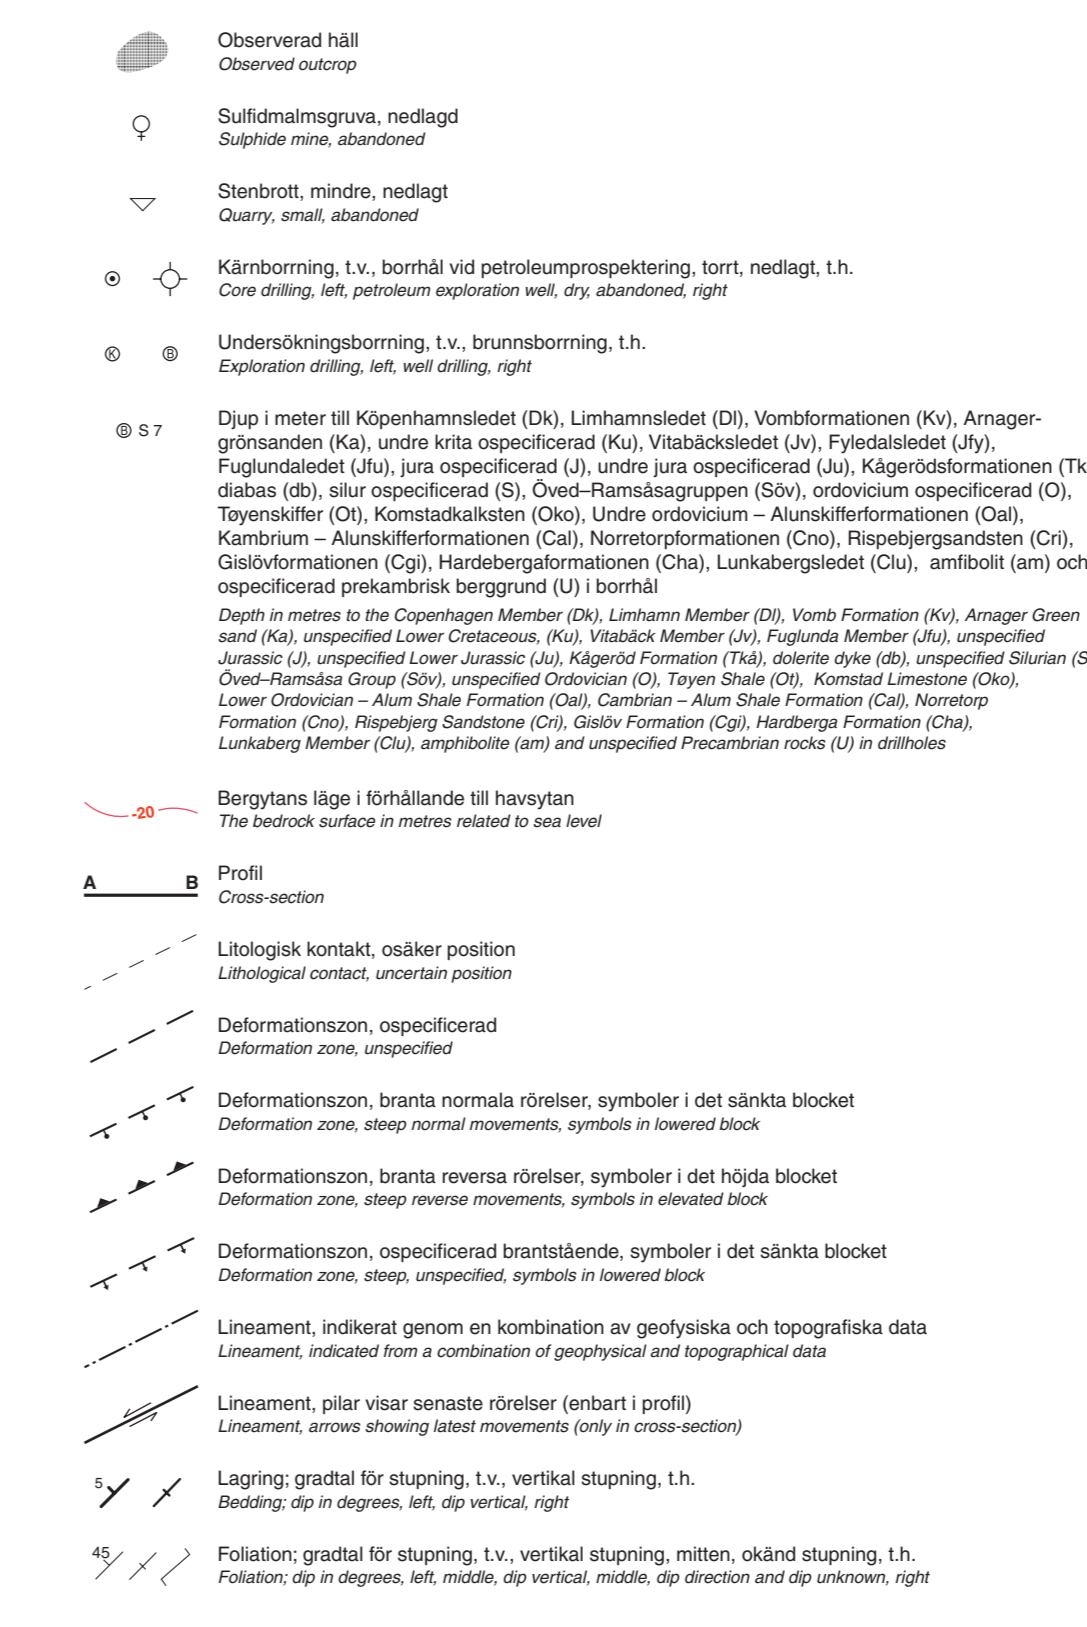 Observerad häll
Observed outcrop
Sulfidmalmsgruva, nedlagd
Sulphide mine, abandoned
Stenbrott, mindre, nedlagt
Quarry, small, abandoned
Kärnborrning, t.v., borrhål vid petroleumprospektering, torrt, nedlagt, t.h.
Core drilling, left, petroleum exploration well, dry, abandoned, right
K B Undersökningsborrning, t.v., brunnsborrning, t.h.
Exploration drilling, left, well drilling, right
B S 7 Djup i meter till Köpenhamnsledet (Dk), Limhamnsledet (Dl), Vombformationen (Kv), Arnager-
grönsanden (Ka), undre krita ospecificerad (Ku), Vitabäcksledet (Jv), Fyledalsledet (Jfy),
Fuglundaledet (Jfu), jura ospecificerad (J), undre jura ospecificerad (Ju), Kågerödsformationen (Tk
diabas (db), silur ospecificerad (S), Öved–Ramsåsagruppen (Söv), ordovicium ospecificerad (O),
Tøyenskiffer (Ot), Komstadkalksten (Oko), Undre ordovicium – Alunskifferformationen (Oal),
Kambrium – Alunskifferformationen (Cal), Norretorpformationen (Cno), Rispebjergsandsten (Cri),
Gislövformationen (Cgi), Hardebergaformationen (Cha), Lunkabergsledet (Clu), amfibolit (am) och
ospecificerad prekambrisk berggrund (U) i borrhål
Depth in metres to the Copenhagen Member (Dk), Limhamn Member (Dl), Vomb Formation (Kv), Arnager Green
sand (Ka), unspecified Lower Cretaceous, (Ku), Vitabäck Member (Jv), Fuglunda Member (Jfu), unspecified
Jurassic (J), unspecified Lower Jurassic (Ju), Kågeröd Formation (Tkå), dolerite dyke (db), unspecified Silurian (S
Öved–Ramsåsa Group (Söv), unspecified Ordovician (O), Tøyen Shale (Ot), Komstad Limestone (Oko),
Lower Ordovician – Alum Shale Formation (Oal), Cambrian – Alum Shale Formation (Cal), Norretorp
Formation (Cno), Rispebjerg Sandstone (Cri), Gislöv Formation (Cgi), Hardberga Formation (Cha),
Lunkaberg Member (Clu), amphibolite (am) and unspecified Precambrian rocks (U) in drillholes
-20 Bergytans läge i förhållande till havsytan
The bedrock surface in metres related to sea level
A B Profil
Cross-section
Litologisk kontakt, osäker position
Lithological contact, uncertain position
Deformationszon, ospecificerad
Deformation zone, unspecified
Deformationszon, branta normala rörelser, symboler i det sänkta blocket
Deformation zone, steep normal movements, symbols in lowered block
Deformationszon, branta reversa rörelser, symboler i det höjda blocket
Deformation zone, steep reverse movements, symbols in elevated block
Deformationszon, ospecificerad brantstående, symboler i det sänkta blocket
Deformation zone, steep, unspecified, symbols in lowered block
Lineament, indikerat genom en kombination av geofysiska och topografiska data
Lineament, indicated from a combination of geophysical and topographical data
Lineament, pilar visar senaste rörelser (enbart i profil)
Lineament, arrows showing latest movements (only in cross-section)
5 Lagring; gradtal för stupning, t.v., vertikal stupning, t.h.
Bedding; dip in degrees, left, dip vertical, right
45 Foliation; gradtal för stupning, t.v., vertikal stupning, mitten, okänd stupning, t.h.
Foliation; dip in degrees, left, middle, dip vertical, middle, dip direction and dip unknown, right